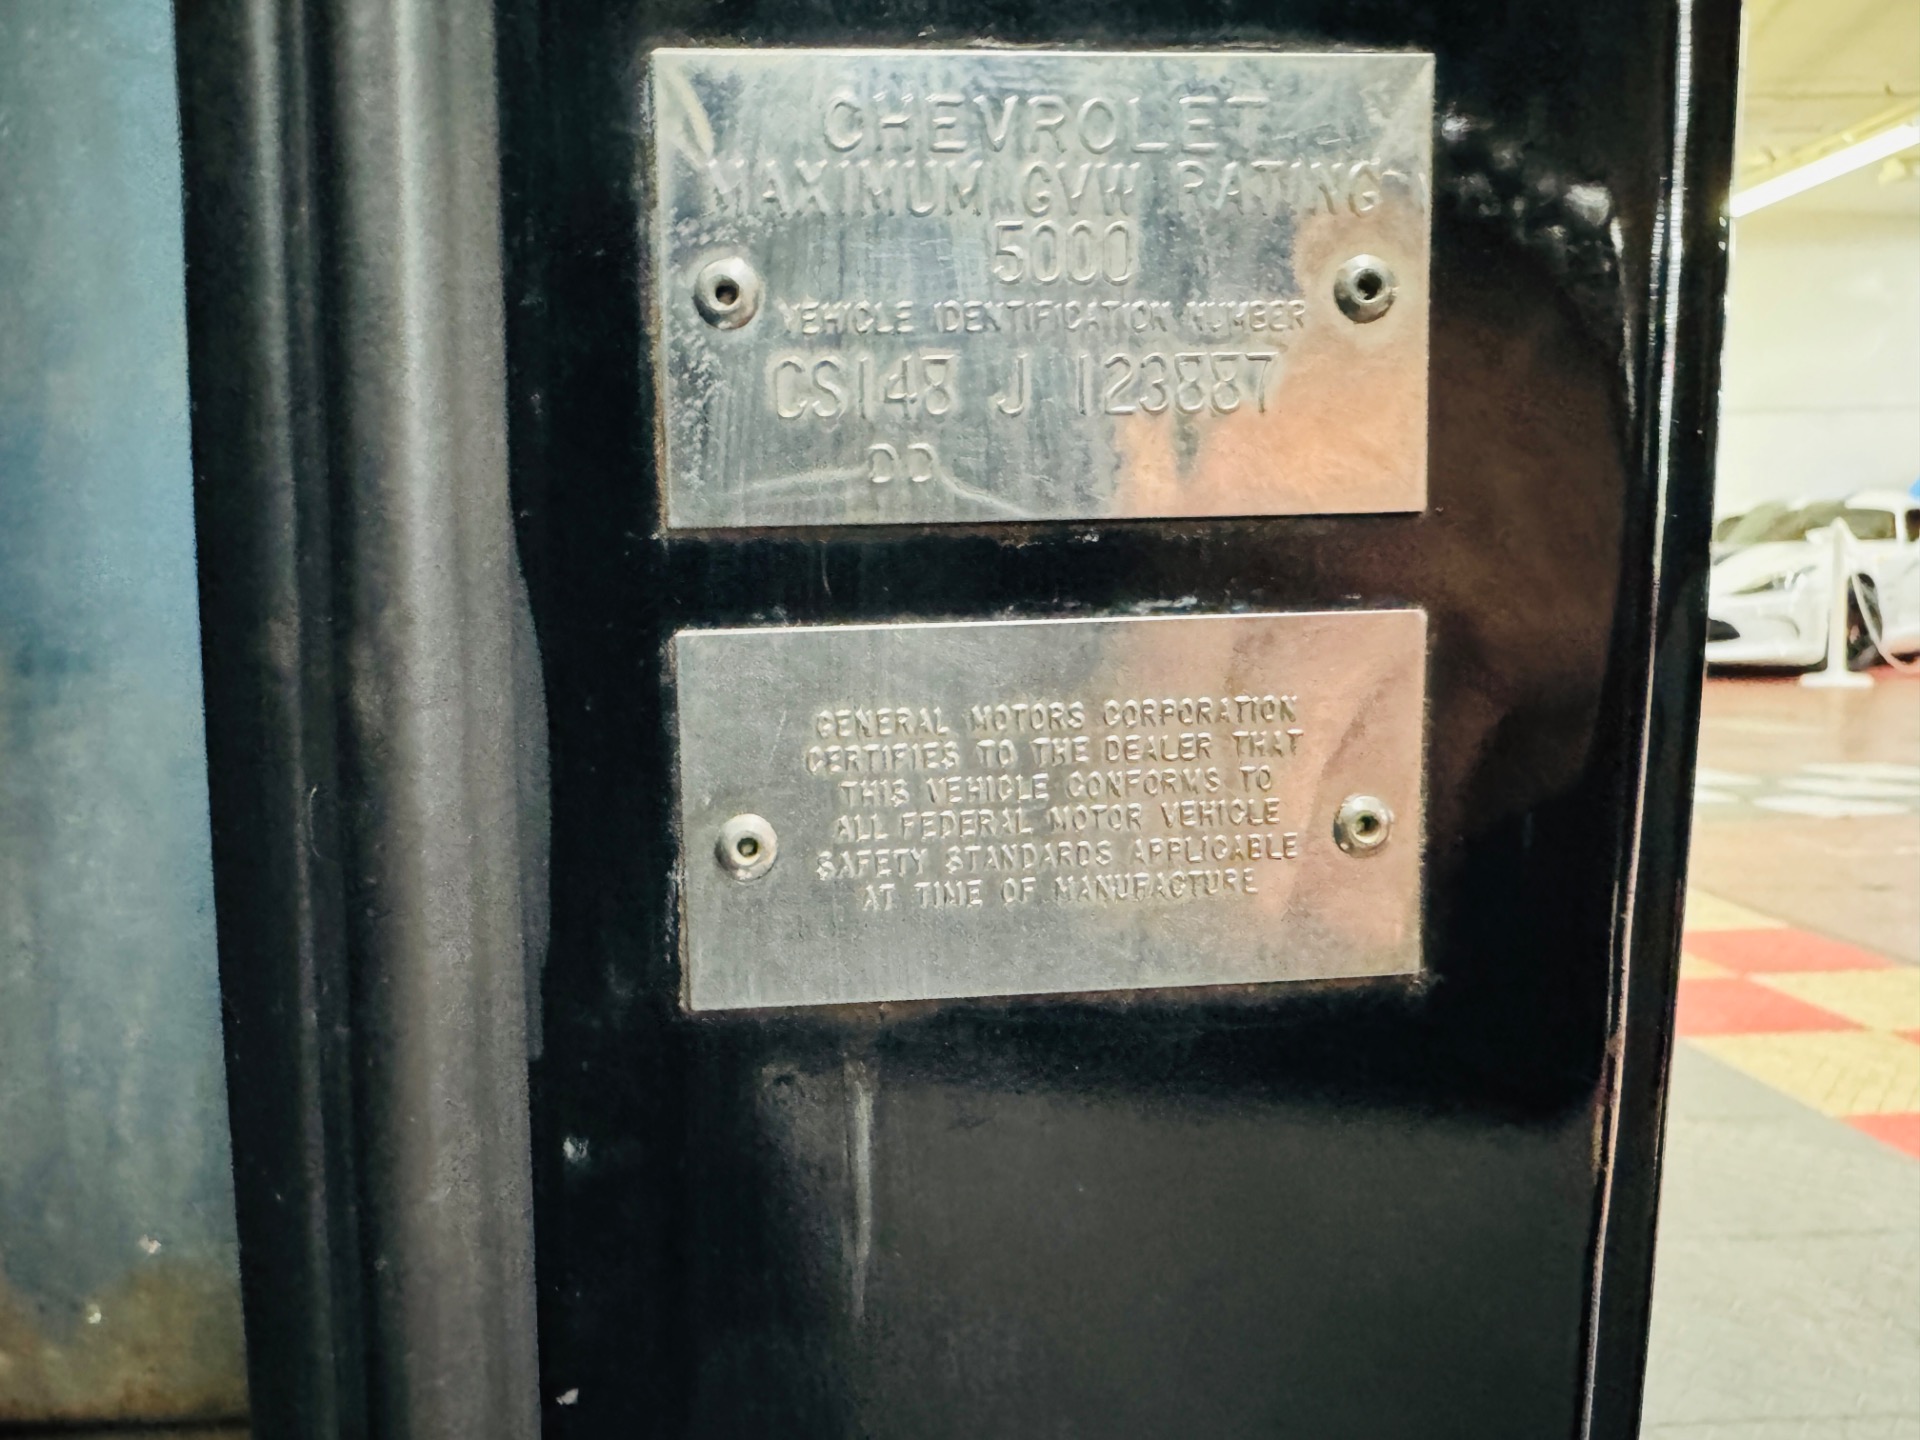 CHEVROLET
MAXIMUM GVW RATING
5000
VEHICLE IDENTIFICATION NUMBER
CS148 J 123887
DD
GENERAL MOTORS CORPORATION
CERTIFIES TO THE DEALER THAT
THIS VEHICLE CONFORMS TO
ALL FEDERAL MOTOR VEHICLE
SAFETY STANDARDS APPLICABLE
AT TIME OF MANUFACTURE